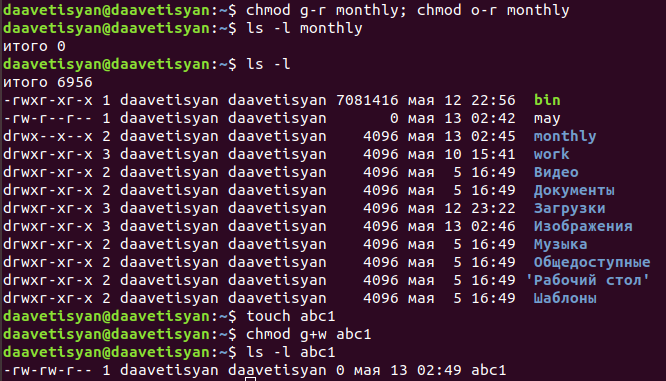 daavetisyan@daavetisyan:~$ chmod g-r monthly; chmod o-r monthly
daavetisyan@daavetisyan:~$ ls -l monthly
итого 0
daavetisyan@daavetisyan:~$ ls -l
итого 6956
-rwxr-xr-x 1 daavetisyan daavetisyan 7081416 мая 12 22:56 bin
-rw-r--r-- 1 daavetisyan daavetisyan 0 мая 13 02:42 may
drwx--x--x 2 daavetisyan daavetisyan 4096 мая 13 02:45 monthly
drwxr-xr-x 3 daavetisyan daavetisyan 4096 мая 10 15:41 work
drwxr-xr-x 2 daavetisyan daavetisyan 4096 мая 5 16:49 Видео
drwxr-xr-x 2 daavetisyan daavetisyan 4096 мая 5 16:49 Документы
drwxr-xr-x 3 daavetisyan daavetisyan 4096 мая 12 23:22 Загрузки
drwxr-xr-x 3 daavetisyan daavetisyan 4096 мая 13 02:46 Изображения
drwxr-xr-x 2 daavetisyan daavetisyan 4096 мая 5 16:49 Музыка
drwxr-xr-x 2 daavetisyan daavetisyan 4096 мая 5 16:49 Общедоступные
drwxr-xr-x 2 daavetisyan daavetisyan 4096 мая 5 16:49 'Рабочий стол'
drwxr-xr-x 2 daavetisyan daavetisyan 4096 мая 5 16:49 Шаблоны
daavetisyan@daavetisyan:~$ touch abc1
daavetisyan@daavetisyan:~$ chmod g+w abc1
daavetisyan@daavetisyan:~$ ls -l abc1
-rw-rw-r-- 1 daavetisyan daavetisyan 0 мая 13 02:49 abc1